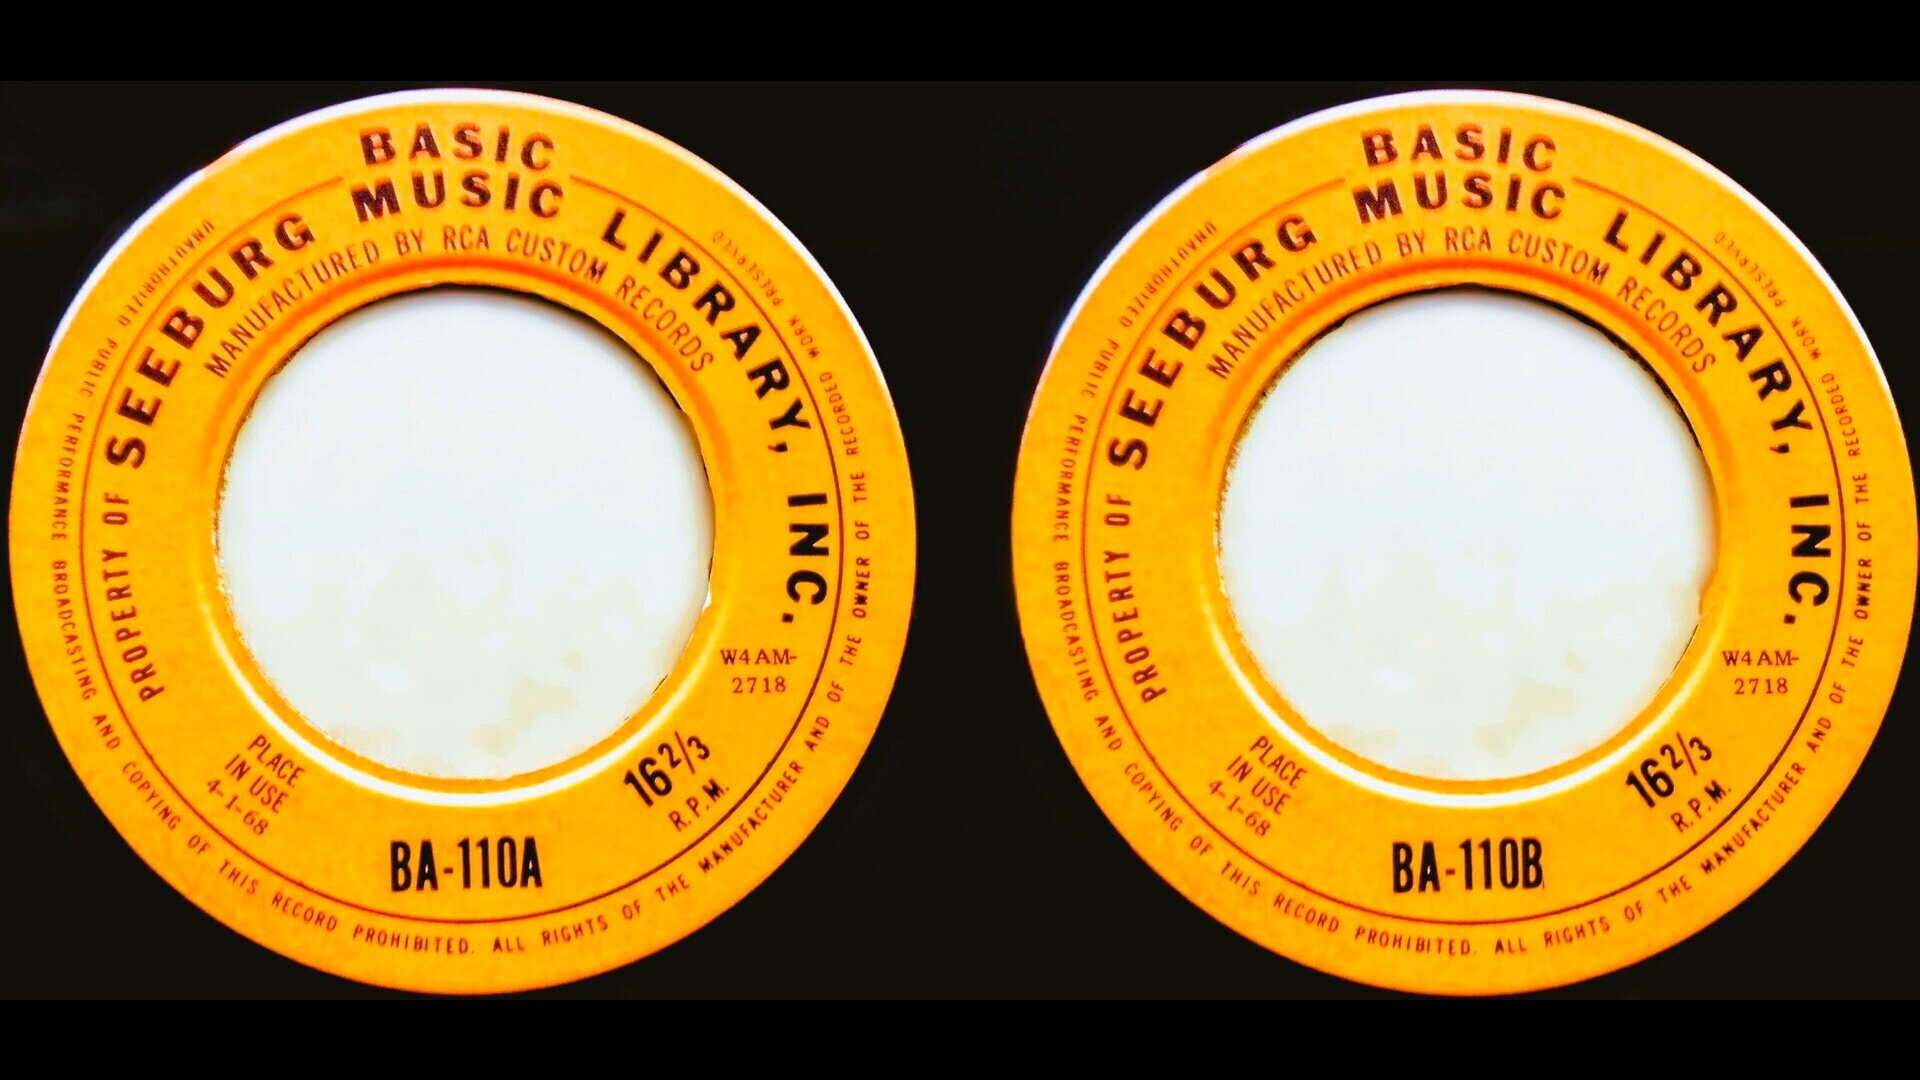 BASIC
MUSIC
PROPERTY OF SEEBURG LIBRARY, INC.
MANUFACTURED BY RCA CUSTOM RECORDS
W4AM-
2718
16 2/3
R.P.M.
PLACE
IN USE
4-1-68
BA-110A
UNAUTHORIZED PUBLIC PERFORMANCE BROADCASTING AND COPYING OF THIS RECORD PROHIBITED. ALL RIGHTS OF THE MANUFACTURER AND OF THE OWNER OF THE RECORDED WORK PRESERVED
BASIC
MUSIC
PROPERTY OF SEEBURG LIBRARY, INC.
MANUFACTURED BY RCA CUSTOM RECORDS
W4AM-
2718
16 2/3
R.P.M.
PLACE
IN USE
4-1-68
BA-110B
UNAUTHORIZED PUBLIC PERFORMANCE BROADCASTING AND COPYING OF THIS RECORD PROHIBITED. ALL RIGHTS OF THE MANUFACTURER AND OF THE OWNER OF THE RECORDED WORK PRESERVED